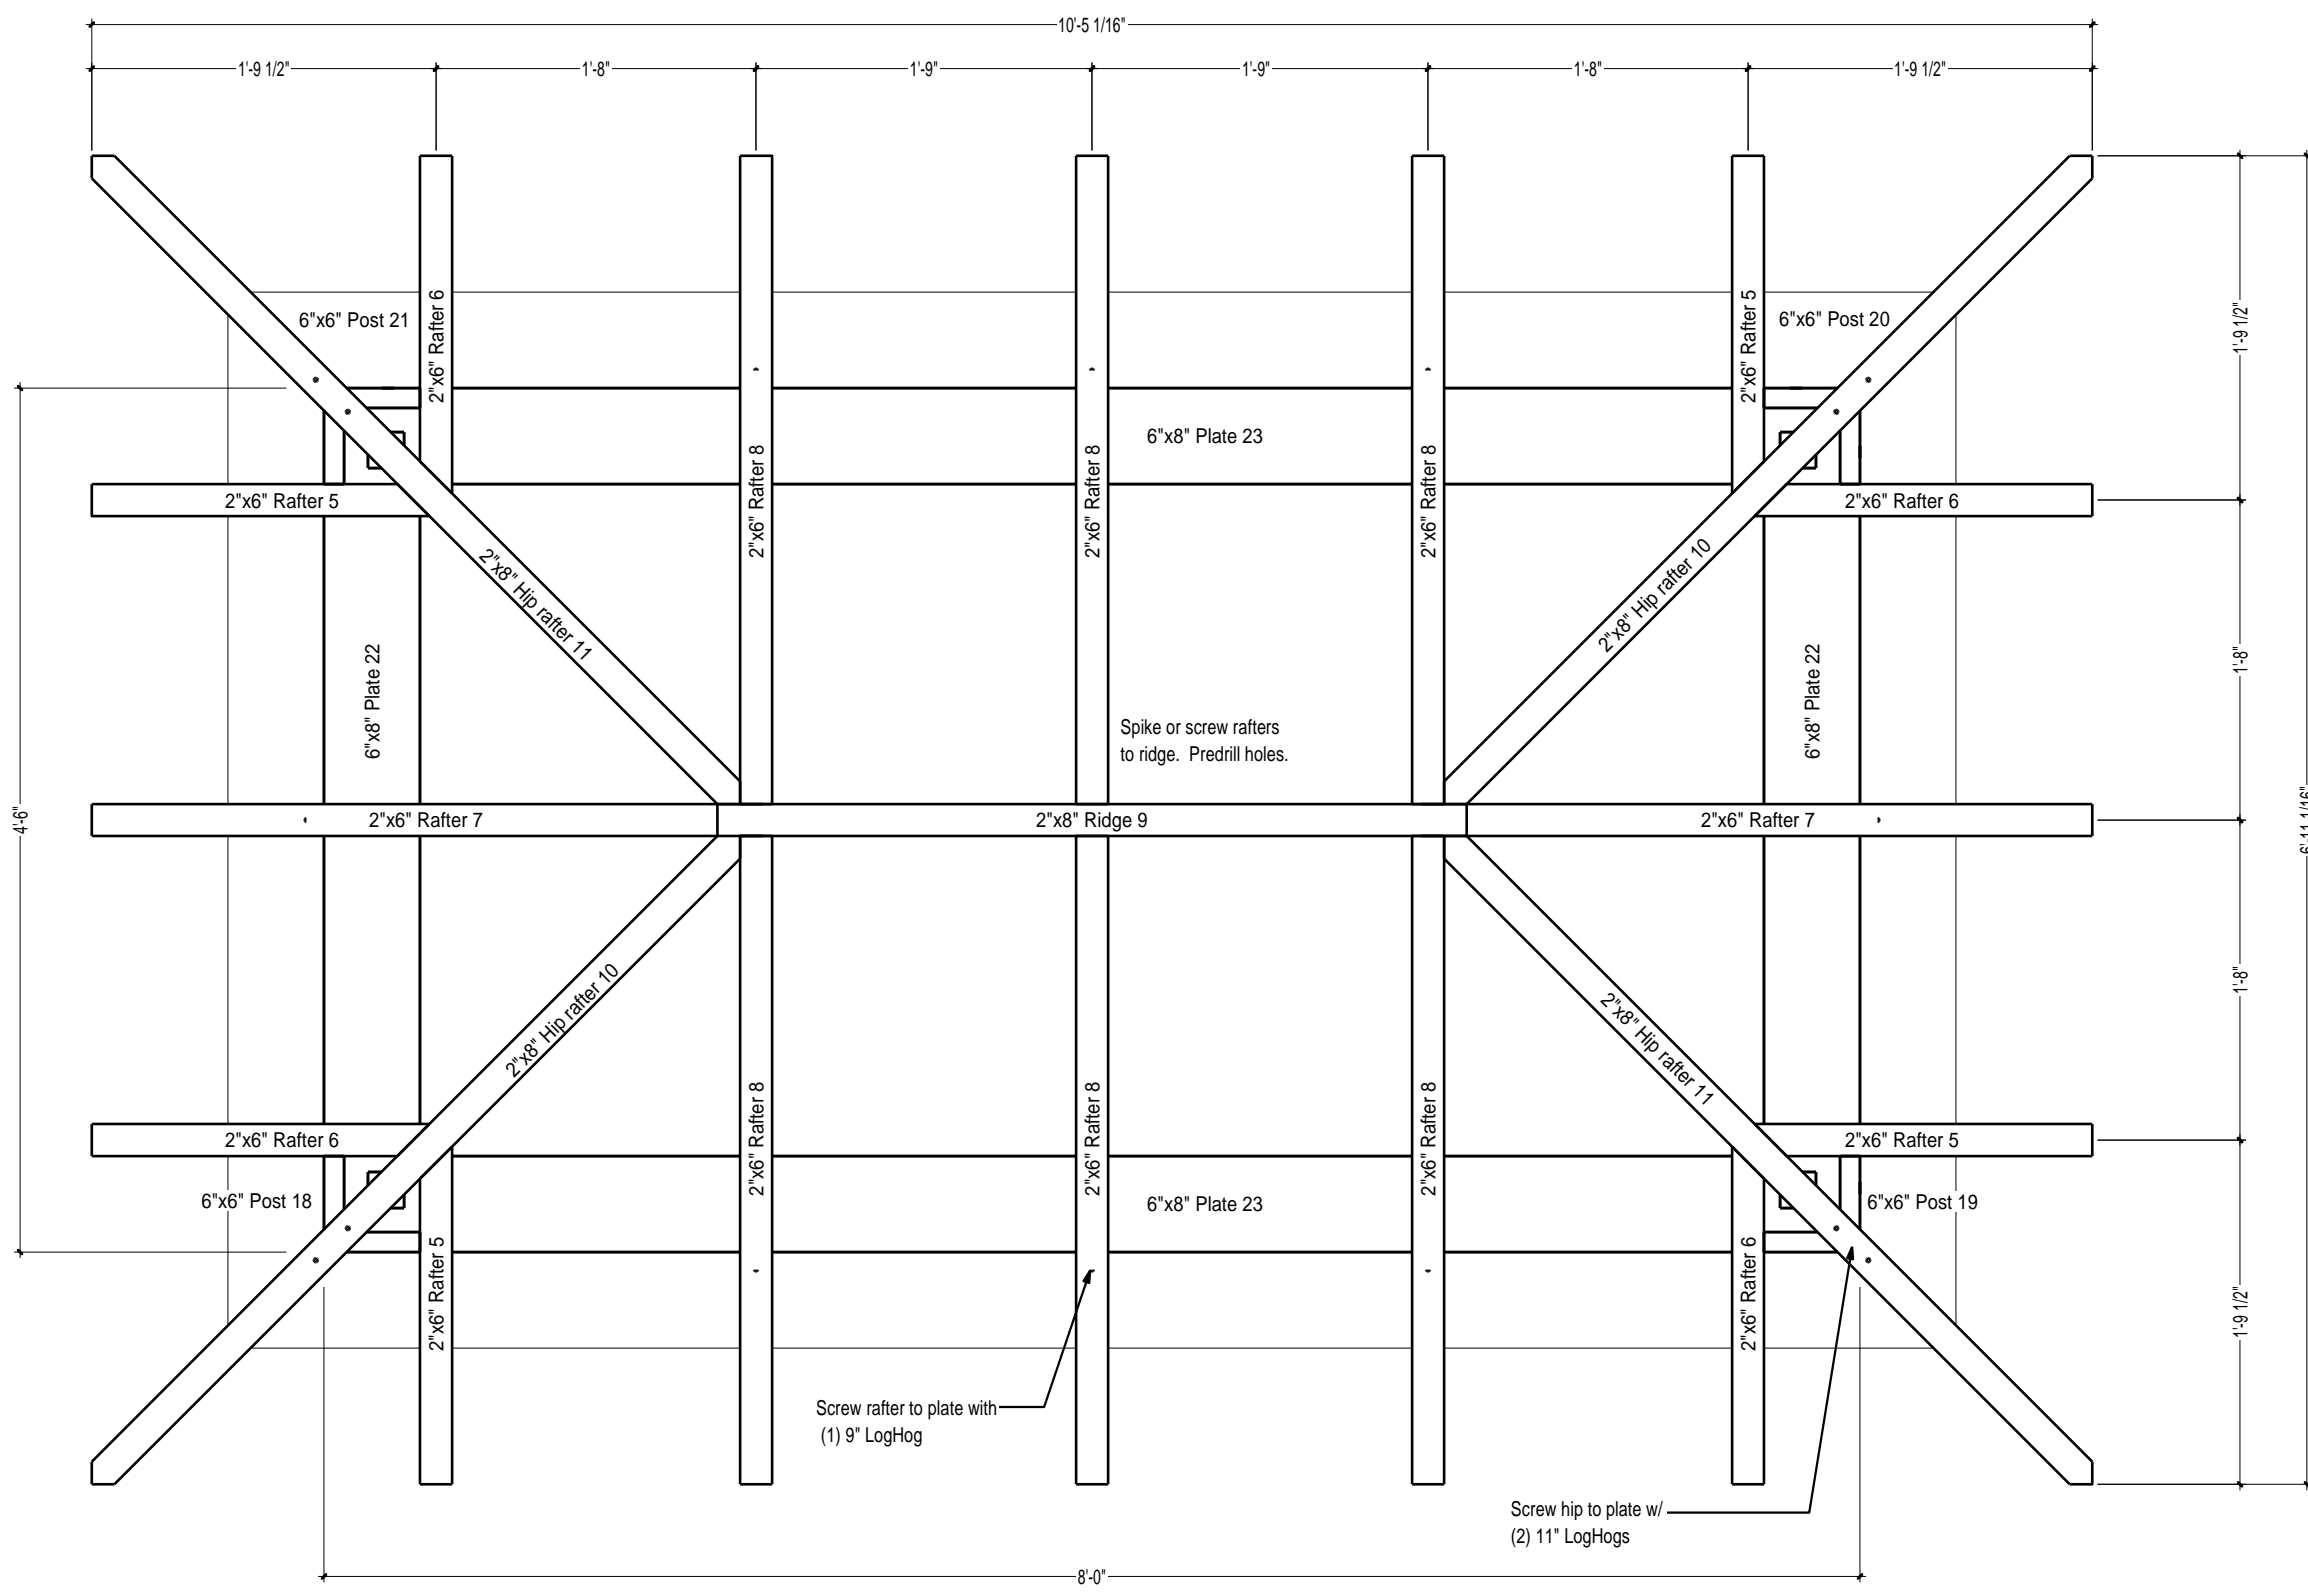 10'-5 1/16"
1'-9 1/2"
1'-8"
1'-9"
1'-9"
1'-8"
1'-9 1/2"
6"x6" Post 21
2"x6" Rafter 6
2"x6" Rafter 5
6"x6" Post 20
1'-9 1/2"
6"x8" Plate 23
2"x6" Rafter 8
2"x6" Rafter 8
2"x6" Rafter 8
2"x6" Rafter 5
2"x6" Rafter 6
2"x8" Hip rafter 11
2"x8" Hip rafter 10
6"x8" Plate 22
6"x8" Plate 22
1'-8"
Spike or screw rafters
to ridge. Predrill holes.
4'-6"
2"x6" Rafter 7
2"x8" Ridge 9
2"x6" Rafter 7
6'-11 1/16"
2"x8" Hip rafter 10
2"x8" Hip rafter 11
1'-8"
2"x6" Rafter 8
2"x6" Rafter 8
2"x6" Rafter 8
2"x6" Rafter 6
2"x6" Rafter 5
6"x6" Post 18
6"x8" Plate 23
6"x6" Post 19
2"x6" Rafter 5
2"x6" Rafter 6
1'-9 1/2"
Screw rafter to plate with
(1) 9" LogHog
Screw hip to plate w/
(2) 11" LogHogs
8'-0"